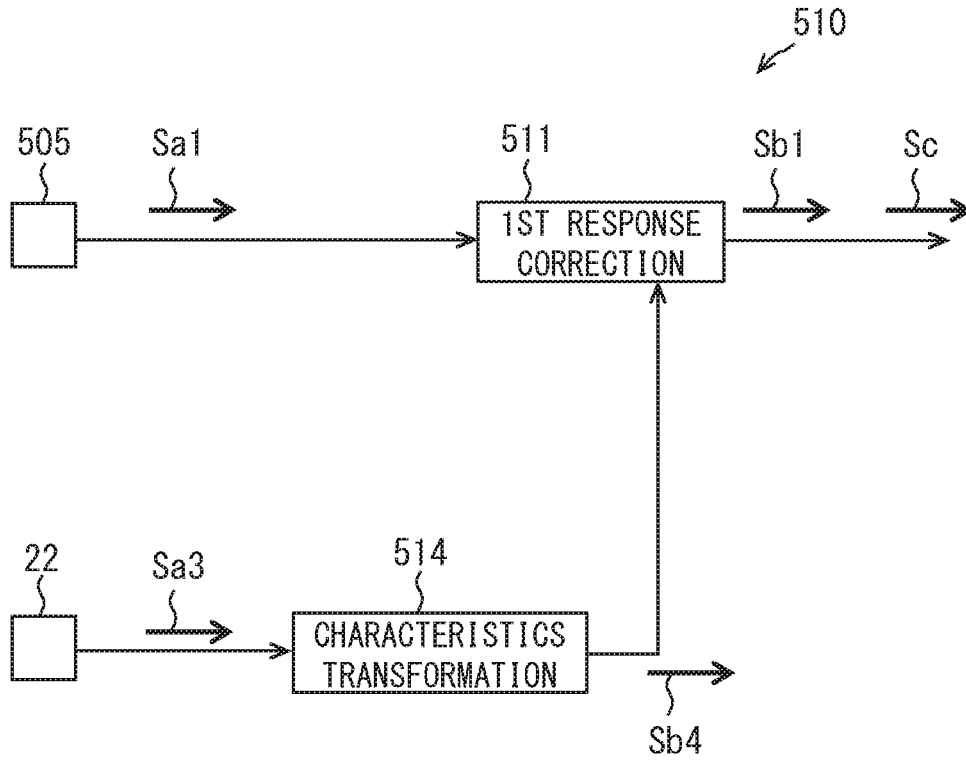 510
505
Sa1
511
Sb1
Sc
1ST RESPONSE
CORRECTION
22
Sa3
514
CHARACTERISTICS
TRANSFORMATION
Sb4